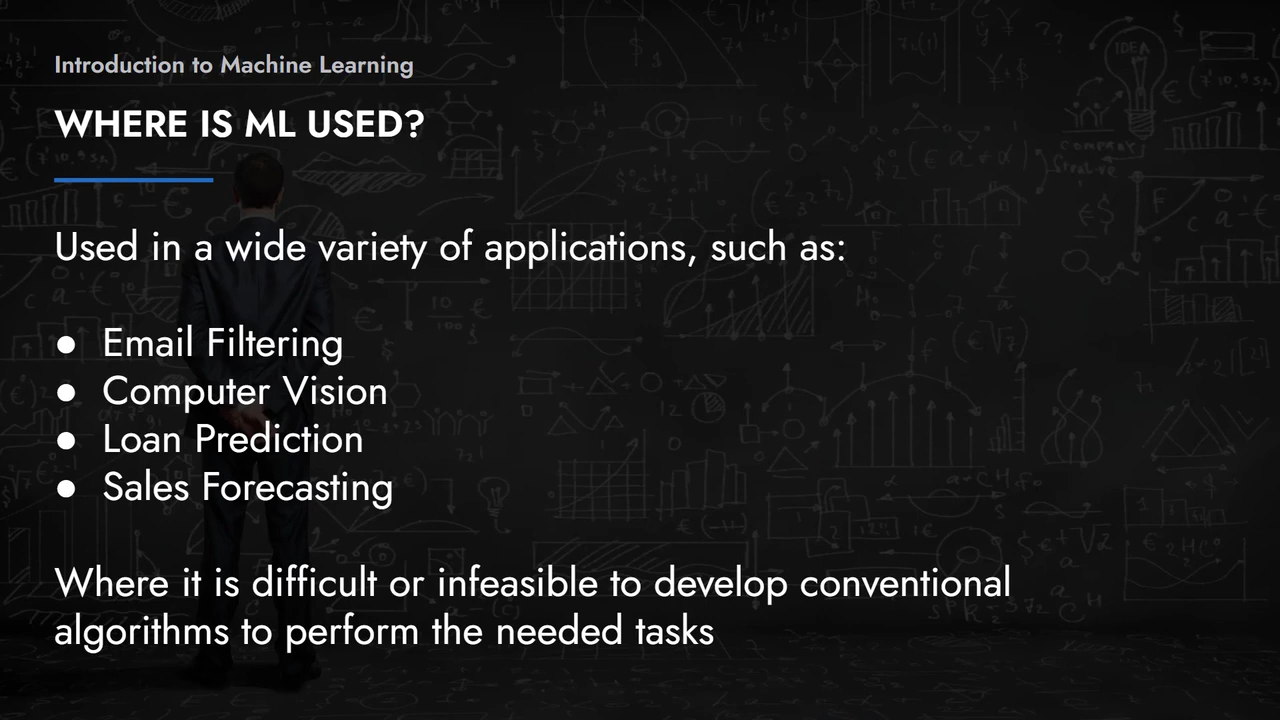 Introduction to Machine Learning
WHERE IS ML USED?
Used in a wide variety of applications, such as:
● Email Filtering
● Computer Vision
● Loan Prediction
● Sales Forecasting
Where it is difficult or infeasible to develop conventional
algorithms to perform the needed tasks
IDEA